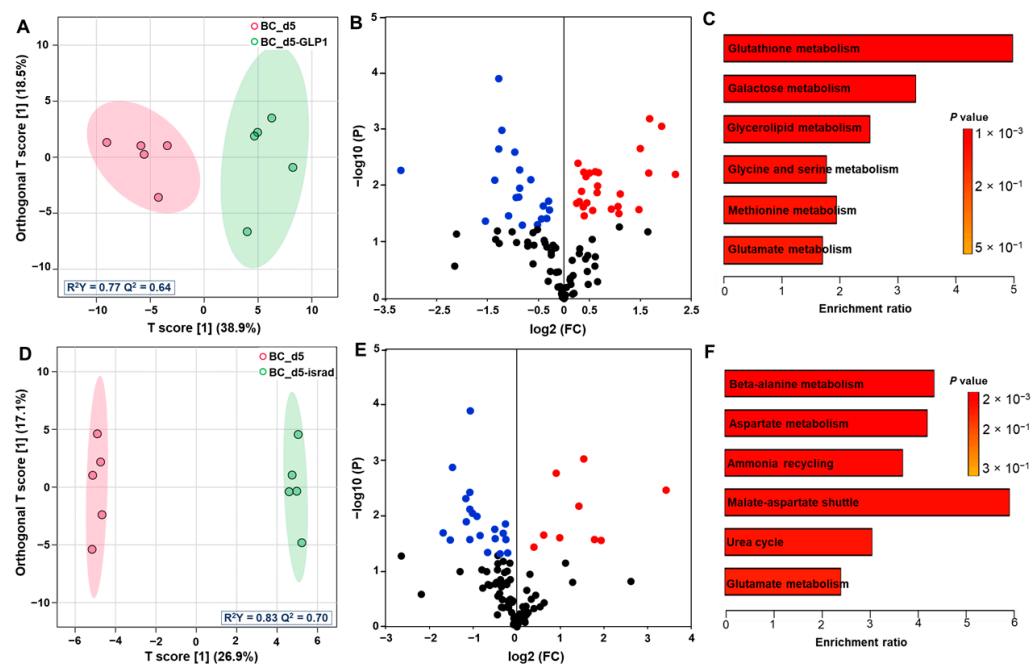 A
BC_d5
BC_d5-GLP1
Orthogonal T score [1] (18.5%)
10
5
0
−5
−10
R²Y = 0.77 Q² = 0.64
−10
−5
0
5
10
T score [1] (38.9%)
B
−log10 (P)
5
4
3
2
1
0
−3.5
−2.5
−1.5
−0.5
0
0.5
1.5
2.5
log2 (FC)
C
Glutathione metabolism
Galactose metabolism
Glycerolipid metabolism
Glycine and serine metabolism
Methionine metabolism
Glutamate metabolism
P value
1 × 10⁻³
2 × 10⁻¹
5 × 10⁻¹
0
1
2
3
4
5
Enrichment ratio
D
BC_d5
BC_d5-israd
Orthogonal T score [1] (17.1%)
10
5
0
−5
−10
R²Y = 0.83 Q² = 0.70
−6
−4
−2
0
2
4
6
T score [1] (26.9%)
E
−log10 (P)
5
4
3
2
1
0
−3
−2
−1
0
1
2
3
4
log2 (FC)
F
Beta-alanine metabolism
Aspartate metabolism
Ammonia recycling
Malate-aspartate shuttle
Urea cycle
Glutamate metabolism
P value
2 × 10⁻³
2 × 10⁻¹
3 × 10⁻¹
0
1
2
3
4
5
6
Enrichment ratio